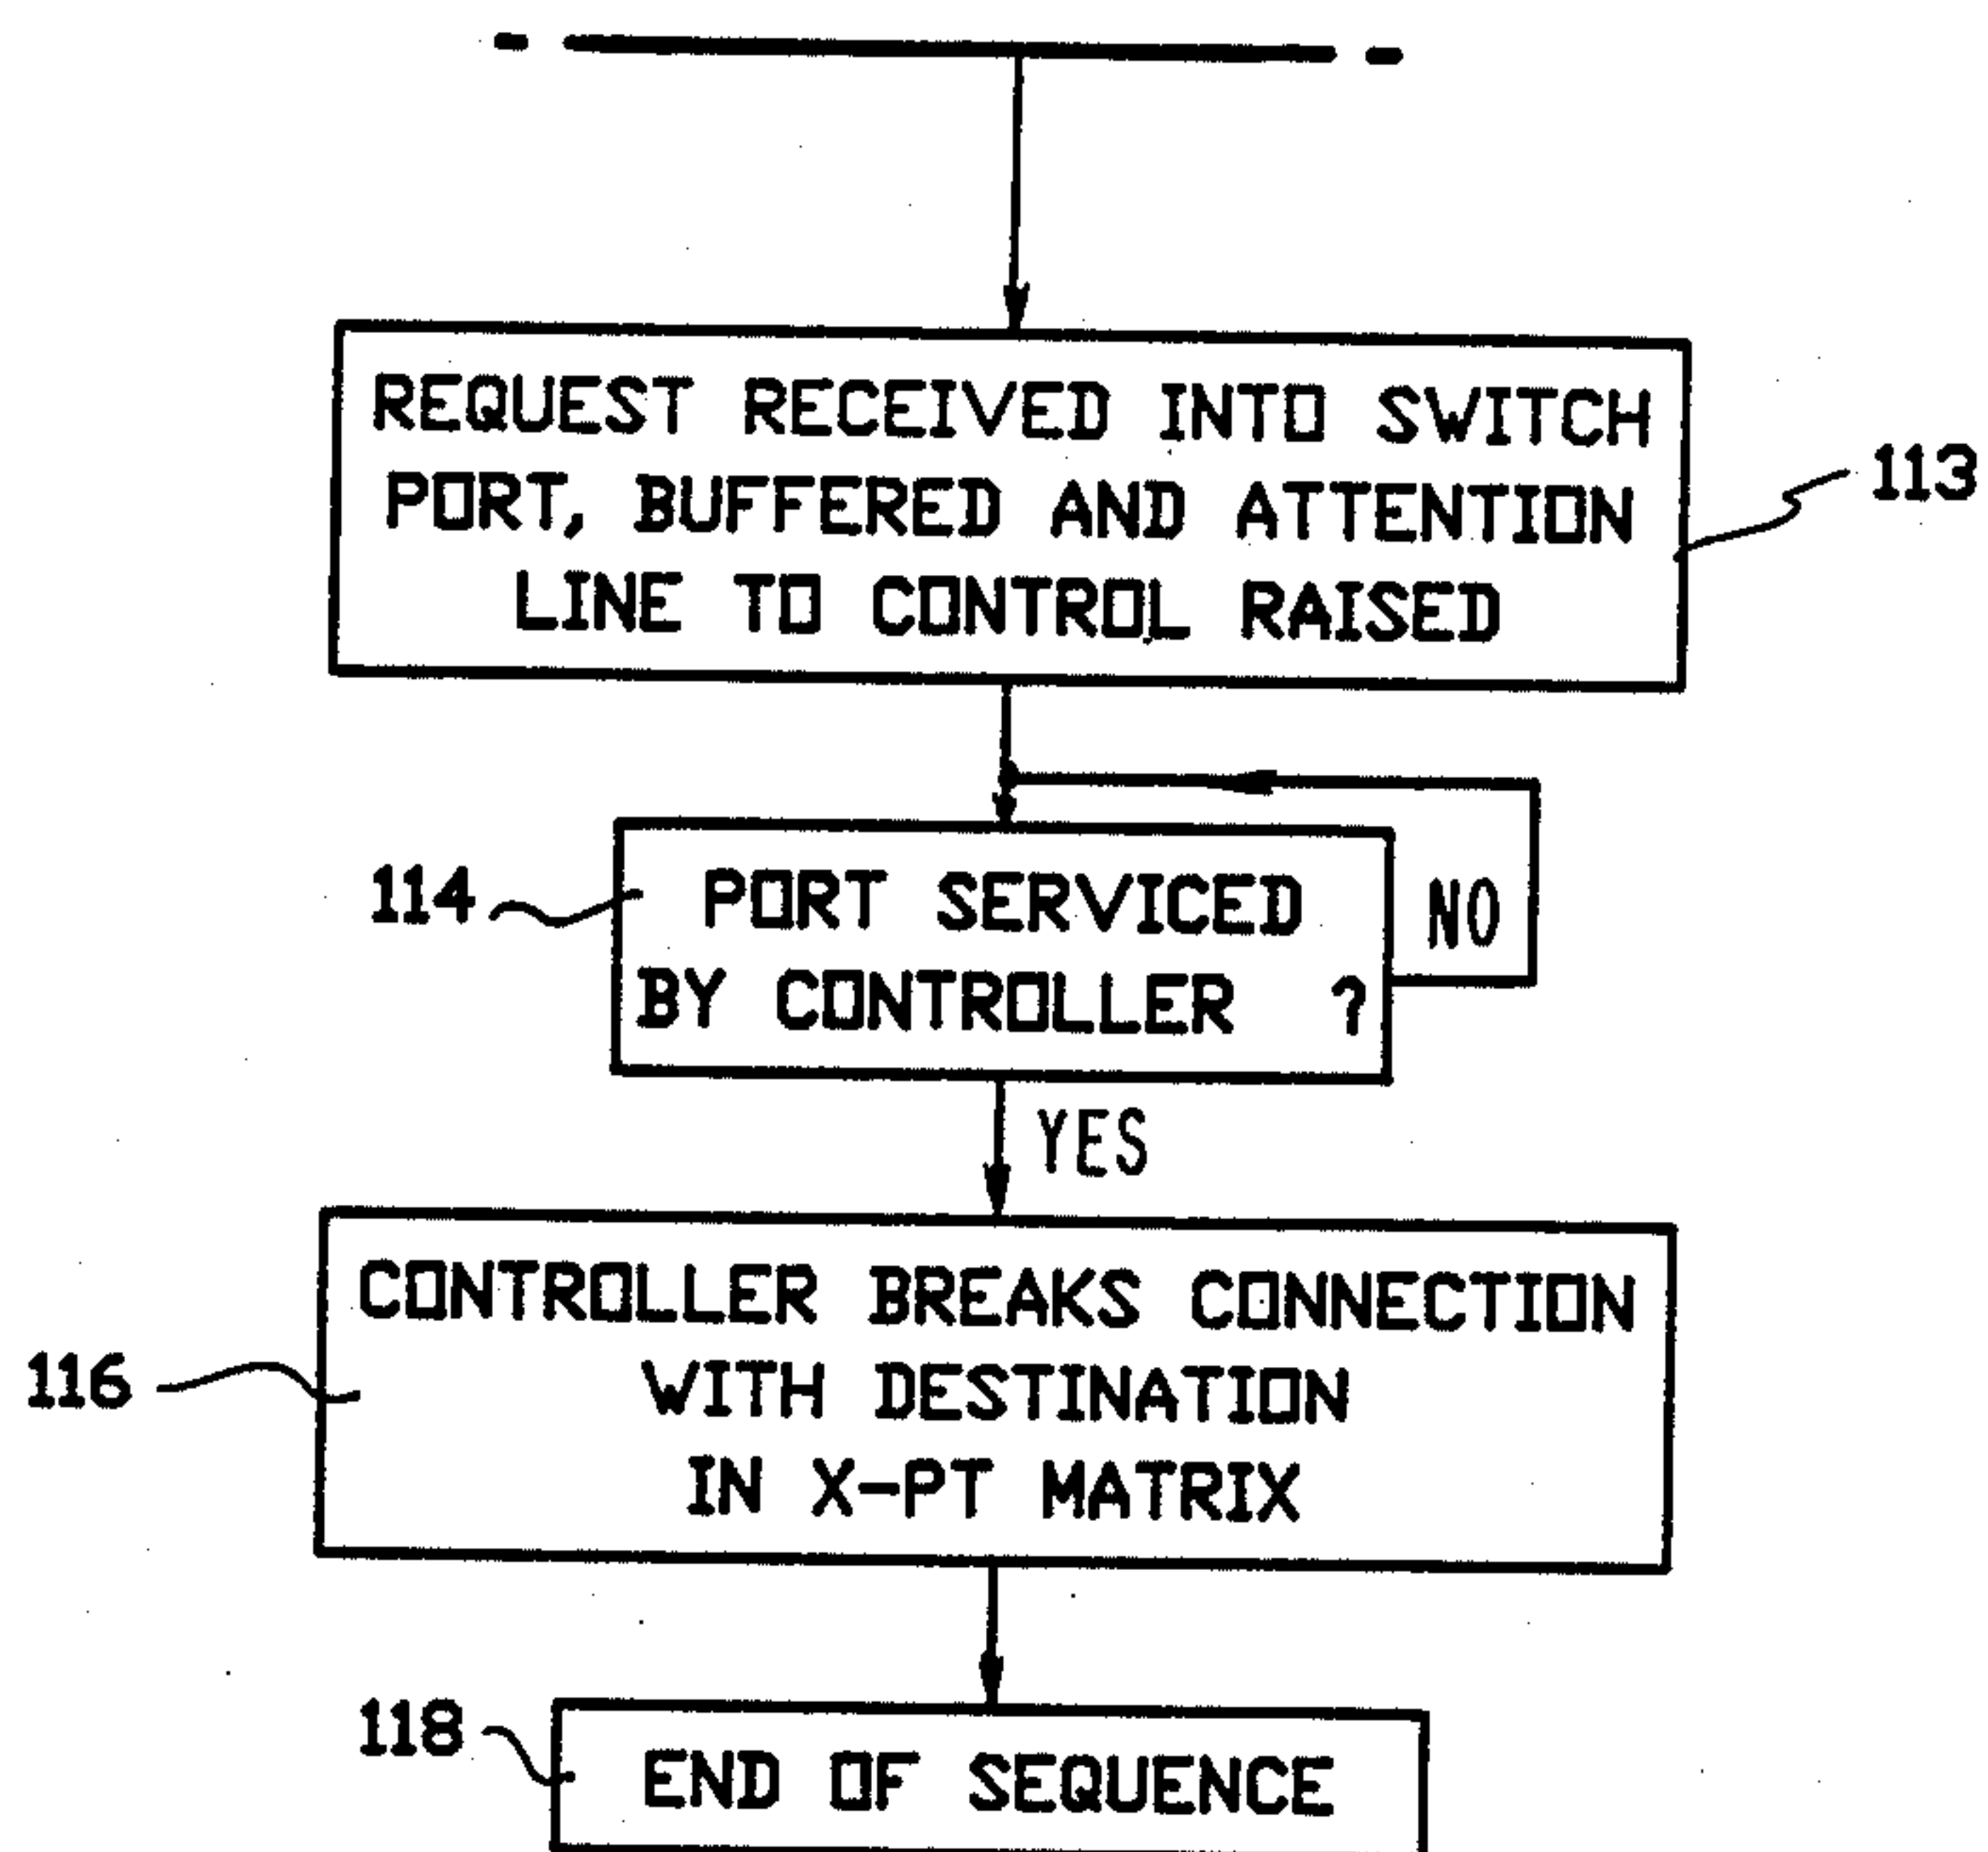 REQUEST RECEIVED INTO SWITCH
PORT, BUFFERED AND ATTENTION
LINE TO CONTROL RAISED
113
114
PORT SERVICED
BY CONTROLLER ?
NO
YES
CONTROLLER BREAKS CONNECTION
WITH DESTINATION
IN X-PT MATRIX
116
118
END OF SEQUENCE